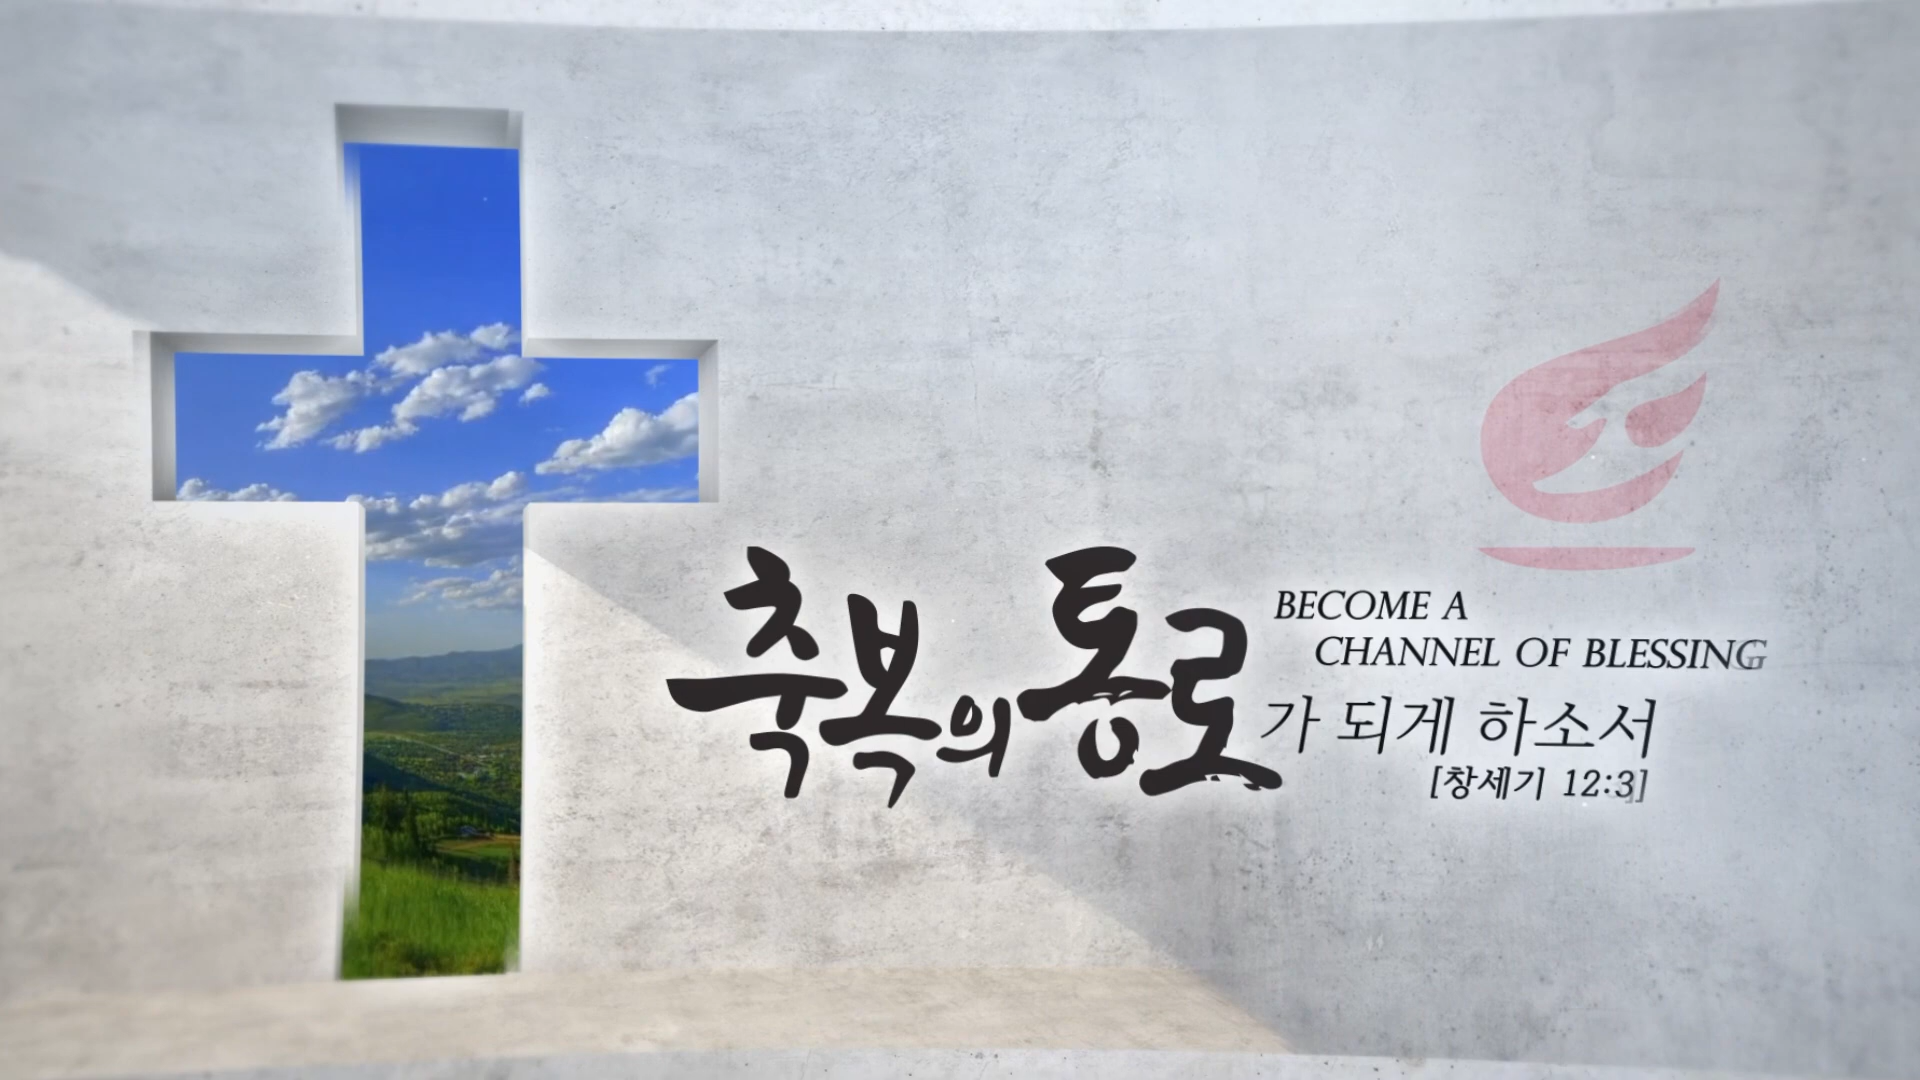 축복의 통로
BECOME A
CHANNEL OF BLESSING
가 되게 하소서
[창세기 12:3]